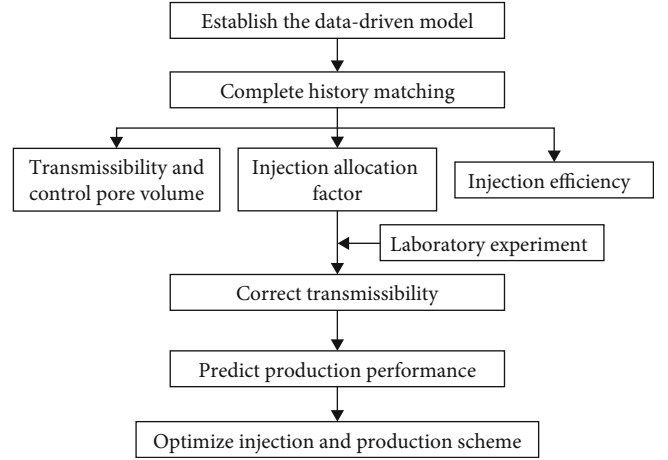 Establish the data-driven model
Complete history matching
Transmissibility and
control pore volume
Injection allocation
factor
Injection efficiency
Laboratory experiment
Correct transmissibility
Predict production performance
Optimize injection and production scheme